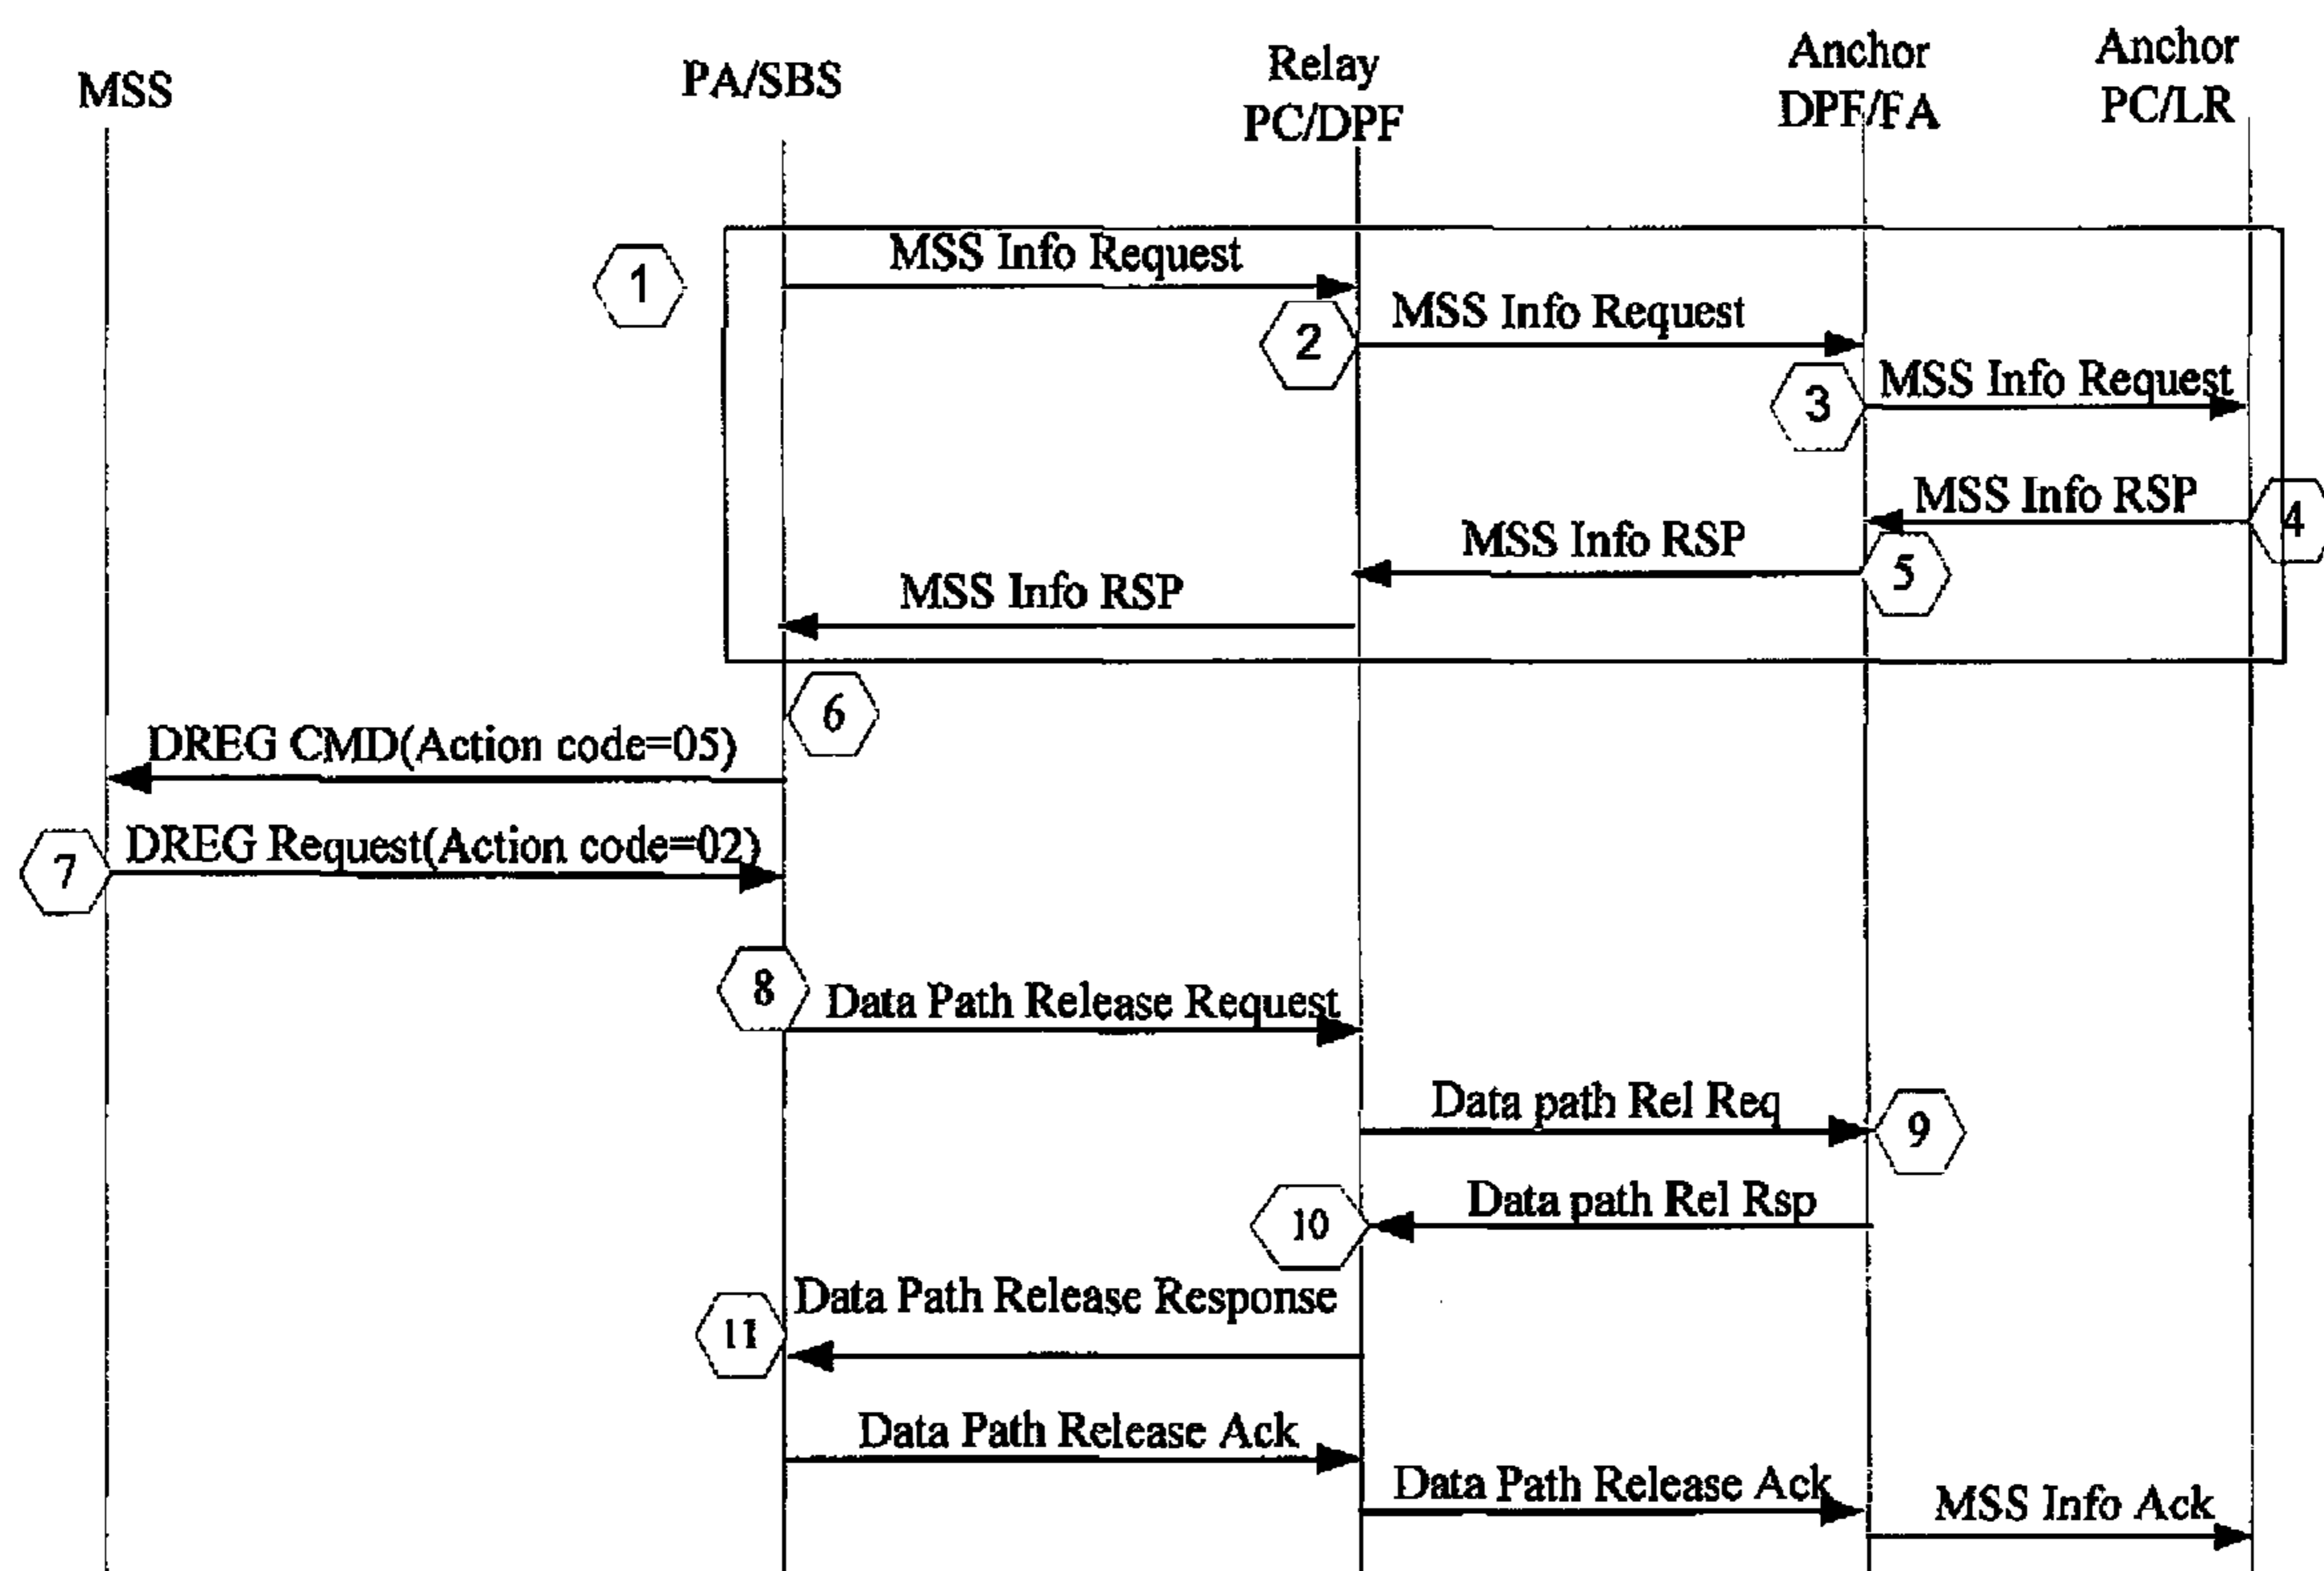 MSS
PA/SBS
Relay
PC/DPF
Anchor
DPF/FA
Anchor
PC/LR
1
MSS Info Request
2
MSS Info Request
3
MSS Info Request
MSS Info RSP
4
MSS Info RSP
5
MSS Info RSP
6
DREG CMD(Action code=05)
7
DREG Request(Action code=02)
8
Data Path Release Request
Data path Rel Req
9
10
Data path Rel Rsp
Data Path Release Response
11
Data Path Release Ack
Data Path Release Ack
MSS Info Ack